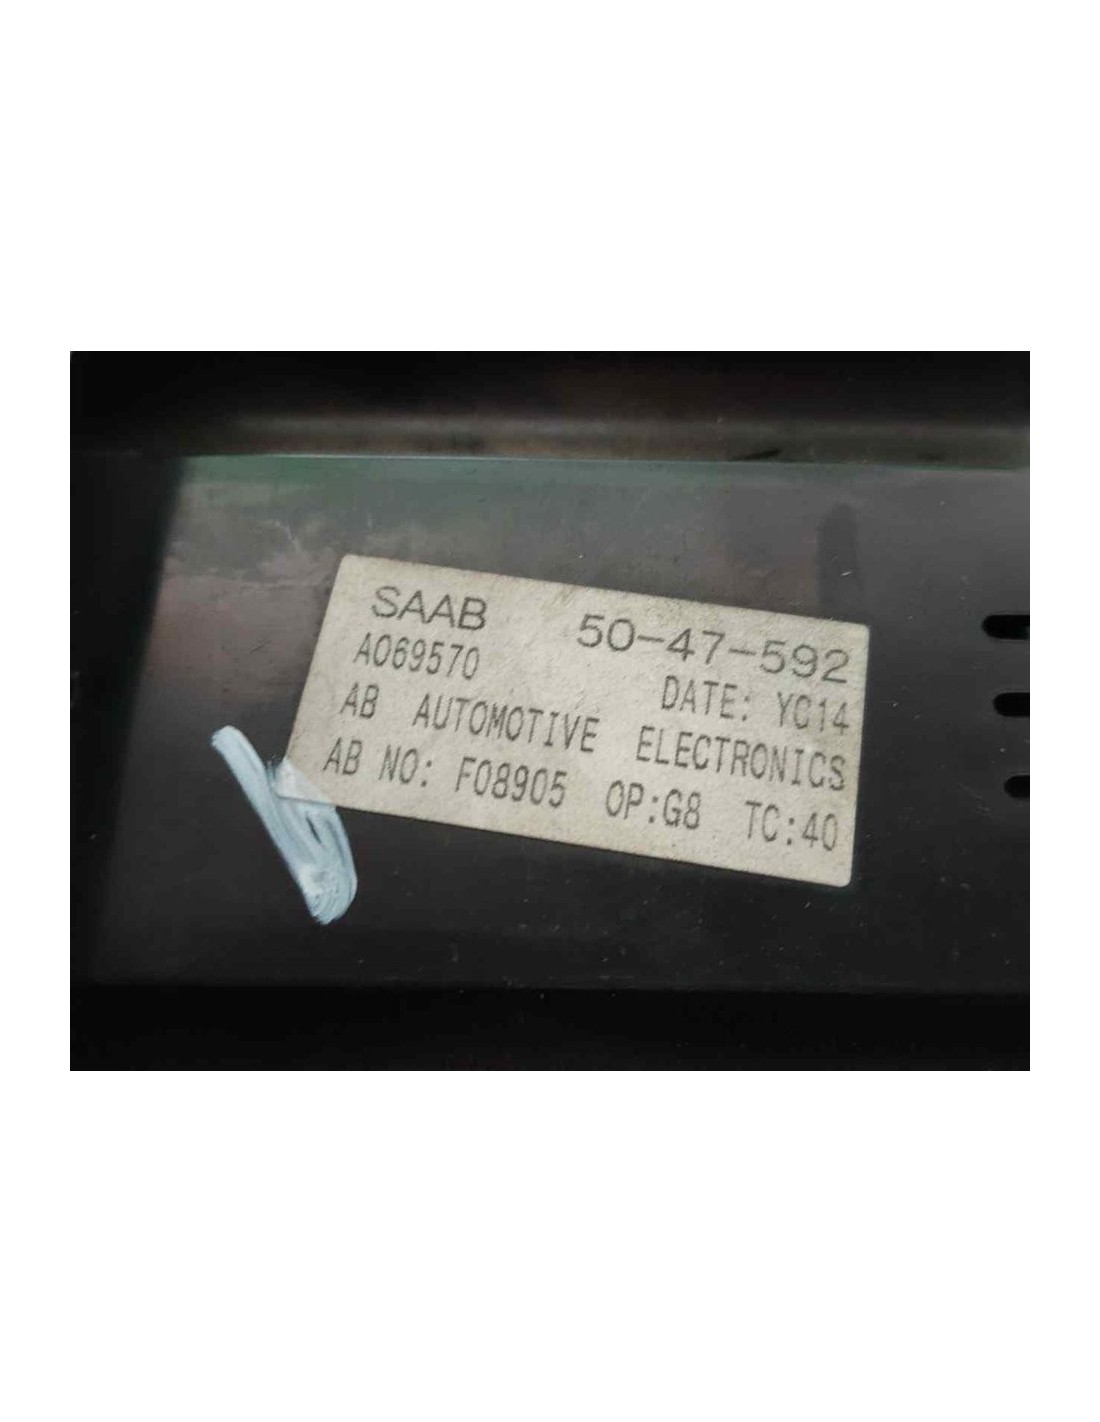 SAAB 50-47-592
A069570 DATE: YC14
AB AUTOMOTIVE ELECTRONICS
AB NO: F08905 OP:G8 TC:40